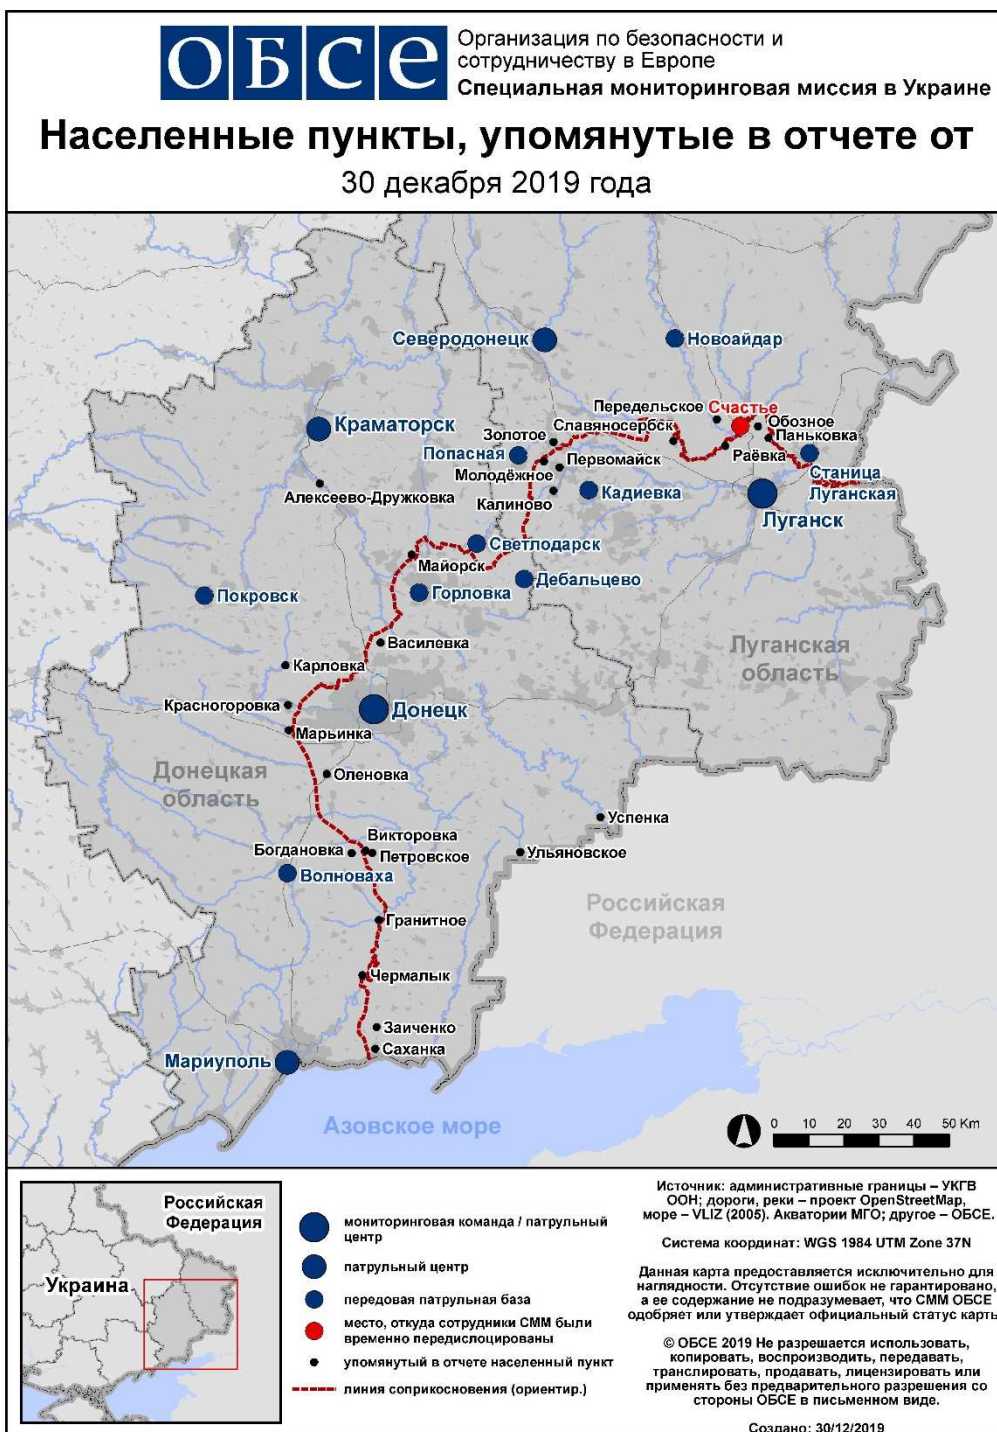 ОБСЕ
Организация по безопасности и
сотрудничеству в Европе
Специальная мониторинговая миссия в Украине
Населенные пункты, упомянутые в отчете от
30 декабря 2019 года
Северодонецк
Новоайдар
Передельское
Счастье
Славяносербск
Обозное
Паньковка
Краматорск
Золотое
Попасная
Раёвка
Первомайск
Молодёжное
Станица
Луганская
Алексеево-Дружковка
Калиново
Кадиевка
Луганск
Светлодарск
Майорск
Дебальцево
Горловка
Покровск
Василевка
Луганская
область
Карловка
Красногоровка
Донецк
Марьинка
Донецкая
область
Оленовка
Успенка
Викторовка
Богдановка
Петровское
Ульяновское
Волноваха
Российская
Федерация
Гранитное
Чермалык
Заиченко
Саханка
Мариуполь
Азовское море
0 10 20 30 40 50 Km
Российская
Федерация
Украина
мониторинговая команда / патрульный
центр
патрульный центр
передовая патрульная база
место, откуда сотрудники СММ были
временно передислоцированы
упомянутый в отчете населенный пункт
линия соприкосновения (ориентир.)
Источник: административные границы – УКГВ
ООН; дороги, реки – проект OpenStreetMap,
море – VLIZ (2005). Акватории МГО; другое – ОБСЕ.
Система координат: WGS 1984 UTM Zone 37N
Данная карта предоставляется исключительно для
наглядности. Отсутствие ошибок не гарантировано,
а ее содержание не подразумевает, что СММ ОБСЕ
одобряет или утверждает официальный статус карты
© ОБСЕ 2019 Не разрешается использовать,
копировать, воспроизводить, передавать,
транслировать, продавать, лицензировать или
применять без предварительного разрешения со
стороны ОБСЕ в письменном виде.
Создано: 30/12/2019